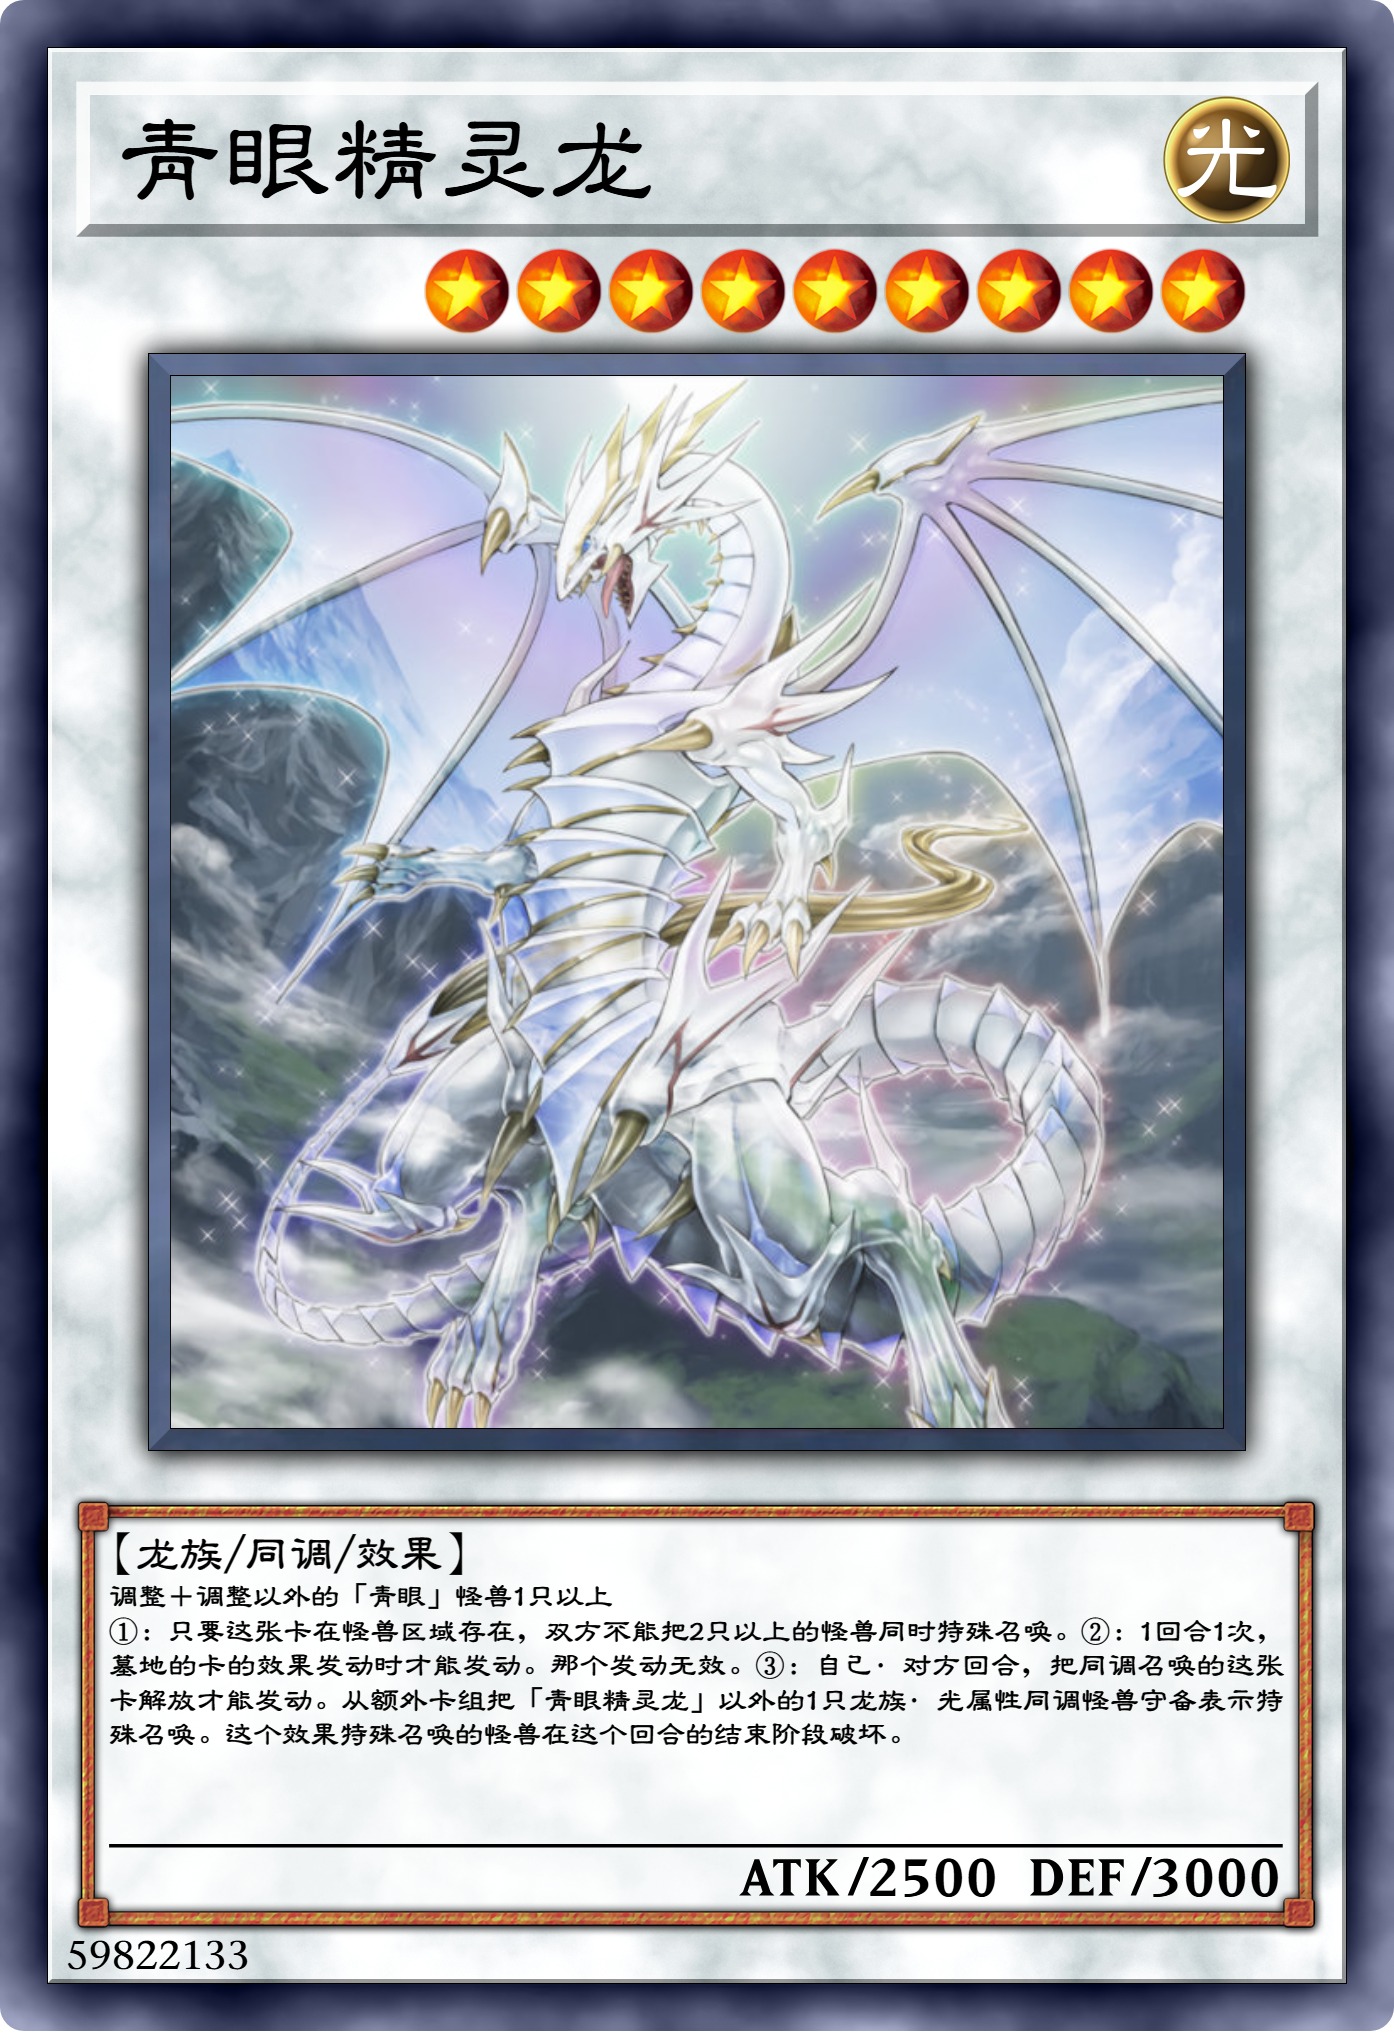 青眼精灵龙
光
【龙族/同调/效果】
调整＋调整以外的「青眼」怪兽1只以上
①：只要这张卡在怪兽区域存在，双方不能把2只以上的怪兽同时特殊召唤。②：1回合1次，
墓地的卡的效果发动时才能发动。那个发动无效。③：自己·对方回合，把同调召唤的这张
卡解放才能发动。从额外卡组把「青眼精灵龙」以外的1只龙族·光属性同调怪兽守备表示特
殊召唤。这个效果特殊召唤的怪兽在这个回合的结束阶段破坏。
ATK/2500 DEF/3000
59822133